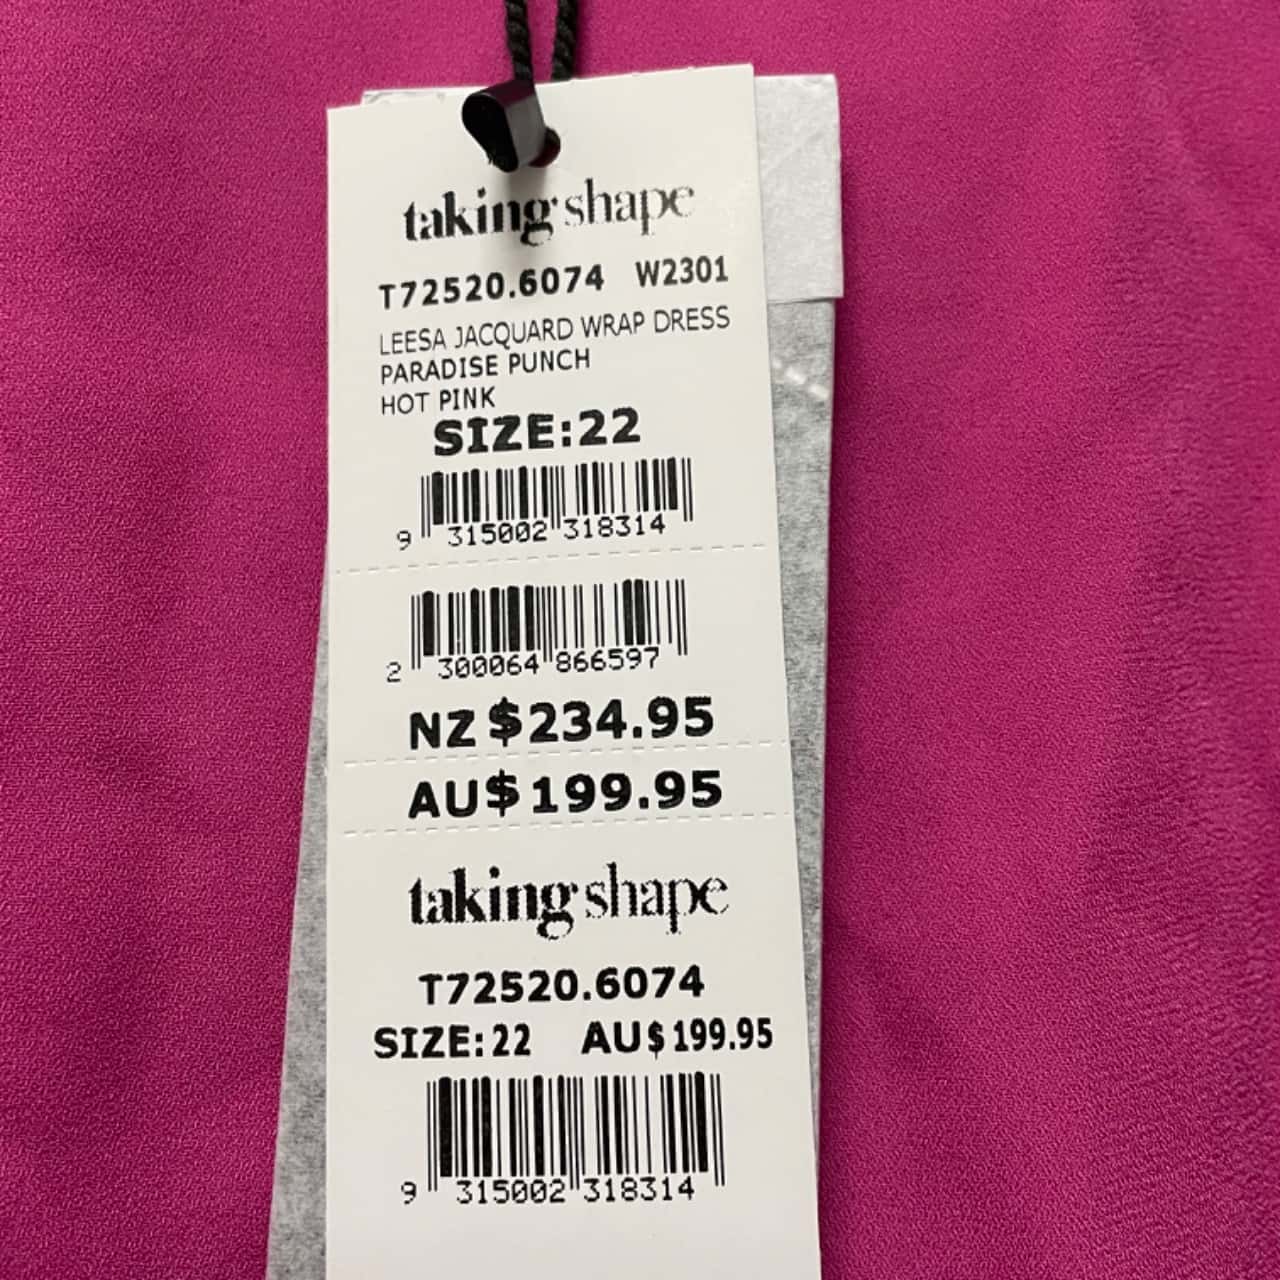 taking shape
T72520.6074 W2301
LEESA JACQUARD WRAP DRESS
PARADISE PUNCH
HOT PINK
SIZE:22
9 315002 318314
2 300064 866597
NZ $234.95
AU$199.95
taking shape
T72520.6074
SIZE:22 AU$199.95
9 315002 318314